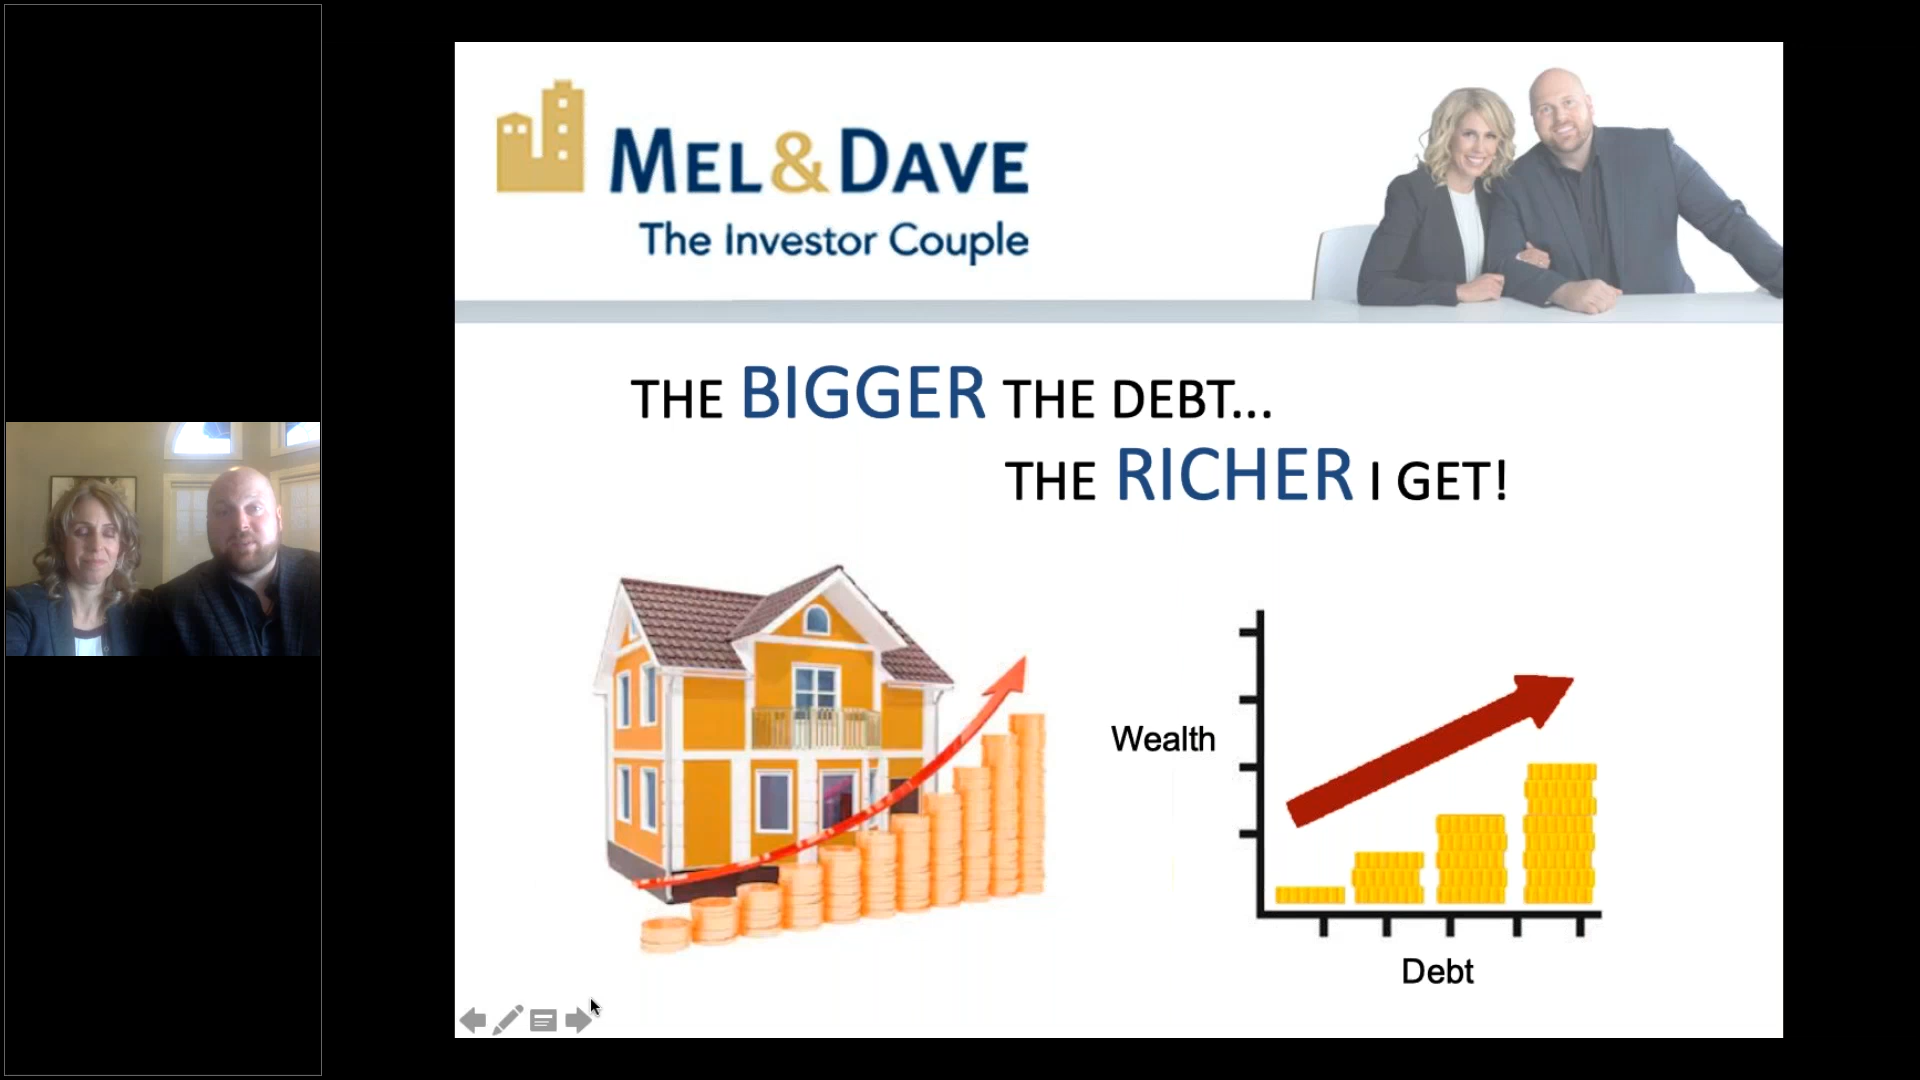 MEL&DAVE
The Investor Couple
THE BIGGER THE DEBT...
THE RICHER I GET!
Wealth
Debt